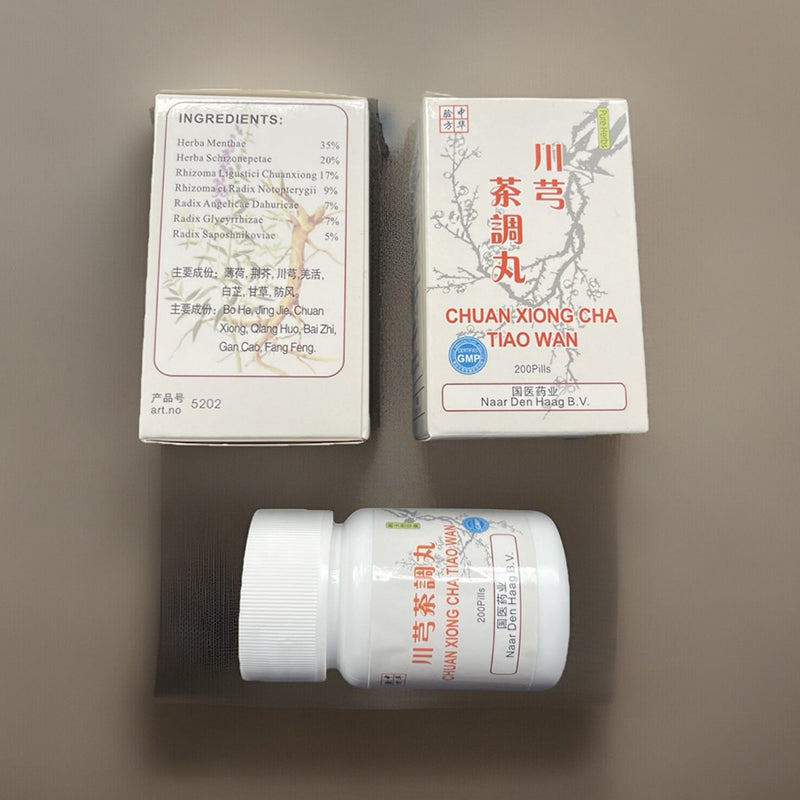 INGREDIENTS:
Herba Menthae 35%
Herba Schizonepetae 20%
Rhizoma Ligustici Chuanxiong 17%
Rhizoma et Radix Notopterygii 9%
Radix Angelicae Dahuricae 7%
Radix Glyeyrrhizae 7%
Radix Saposhnikoviae 5%
主要成份：薄荷, 荆芥, 川芎, 羌活,
白芷, 甘草, 防风。
主要成份：Bo He, Jing Jie, Chuan
Xiong, Qiang Huo, Bai Zhi,
Gan Cao, Fang Feng.
产品号
art.no 5202
中华
验方
Pure Herbs
川芎
茶調丸
CHUAN XIONG CHA
TIAO WAN
CERTIFIED
GMP
200Pills
国医药业
Naar Den Haag B.V.
川芎茶調丸
CHUAN XIONG CHA TIAO WAN
200Pills
国医药业
Naar Den Haag B.V.